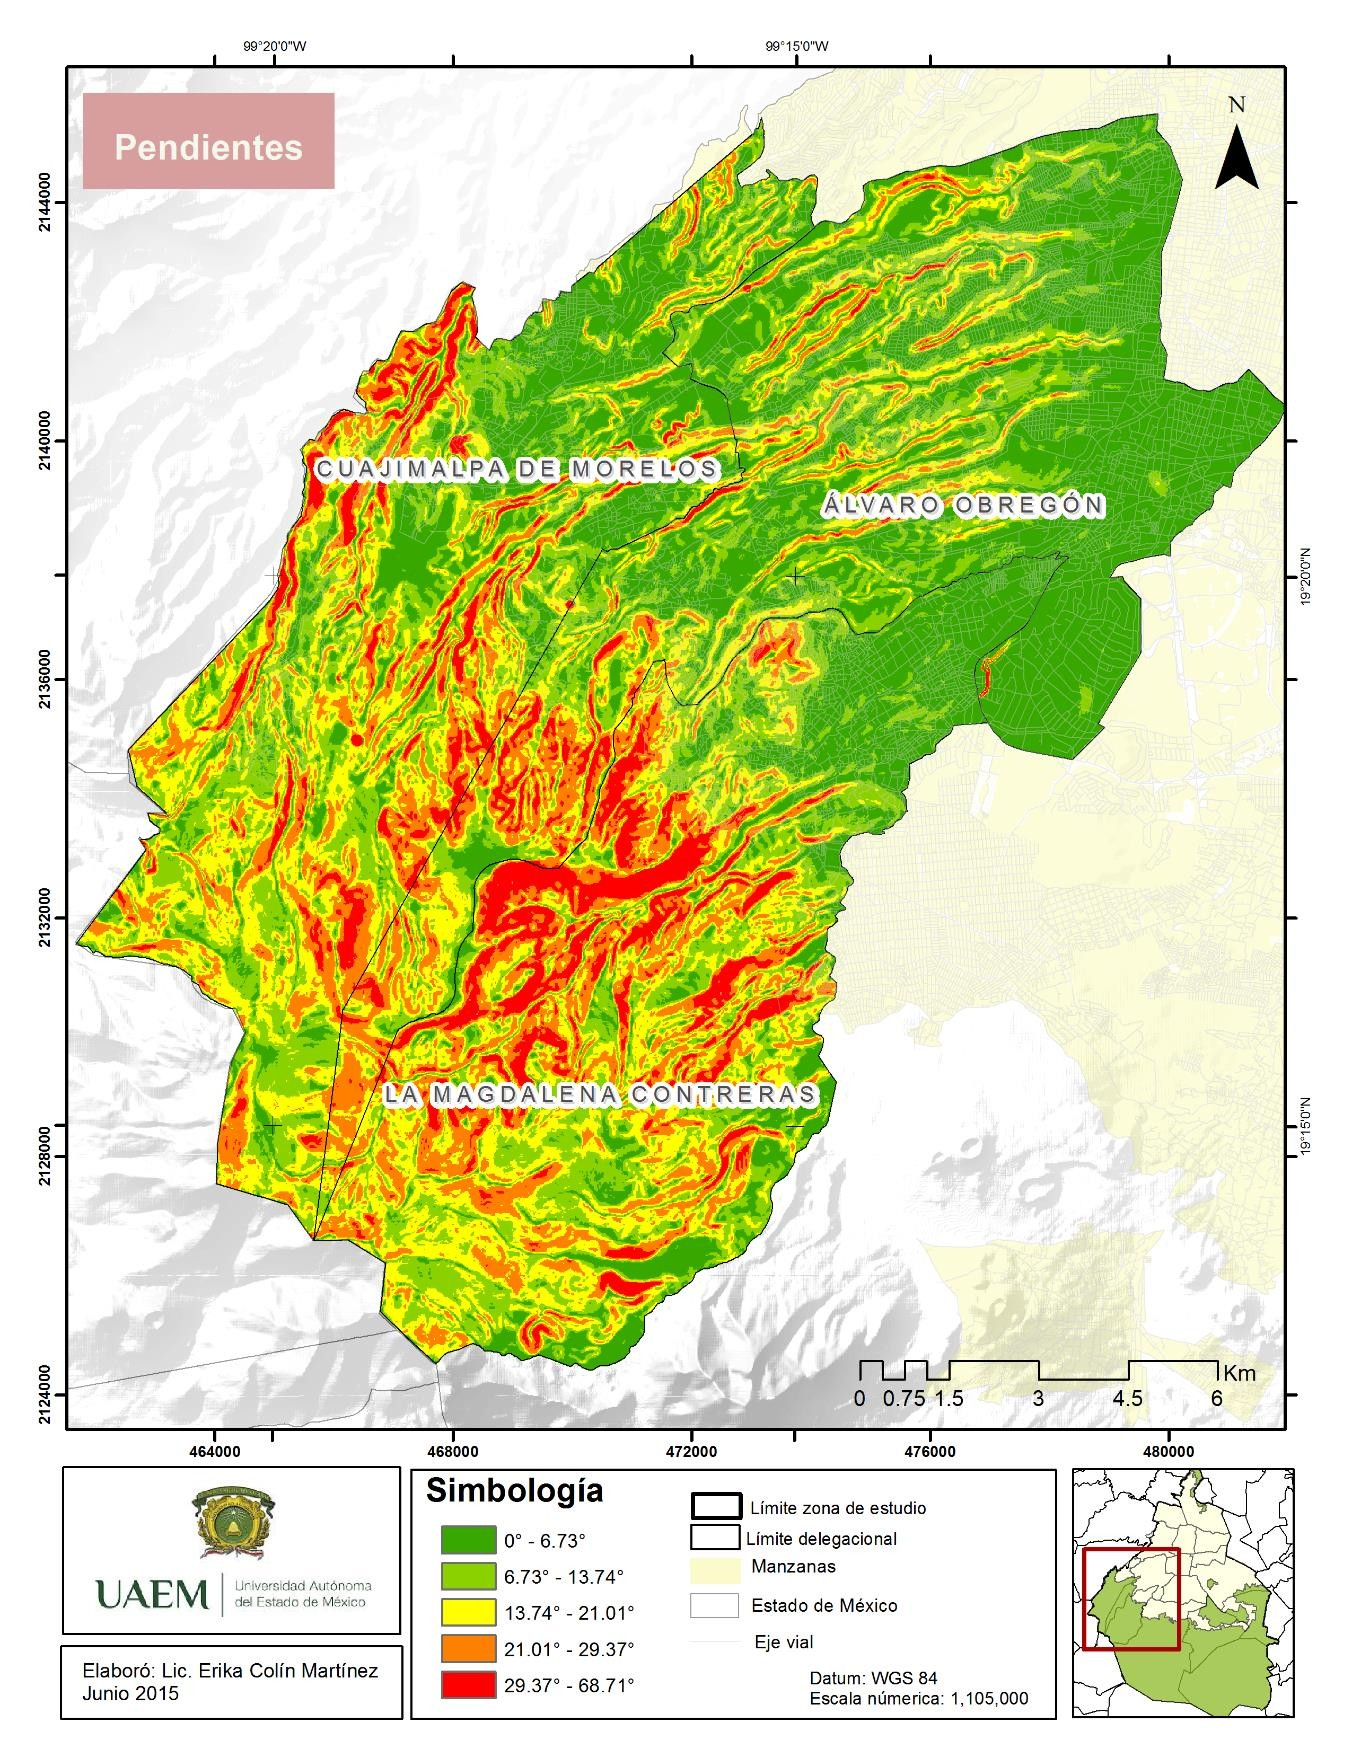 99°20'0"W
99°15'0"W
Pendientes
N
2144000
2140000
2136000
2132000
2128000
2124000
19°20'0"N
19°15'0"N
CUAJIMALPA DE MORELOS
ÁLVARO OBREGÓN
LA MAGDALENA CONTRERAS
Km
0 0.75 1.5 3 4.5 6
464000 468000 472000 476000 480000
UAEM
Universidad Autónoma
del Estado de México
Elaboró: Lic. Erika Colín Martínez
Junio 2015
Simbología
0° - 6.73°
6.73° - 13.74°
13.74° - 21.01°
21.01° - 29.37°
29.37° - 68.71°
Límite zona de estudio
Límite delegacional
Manzanas
Estado de México
Eje vial
Datum: WGS 84
Escala númerica: 1,105,000